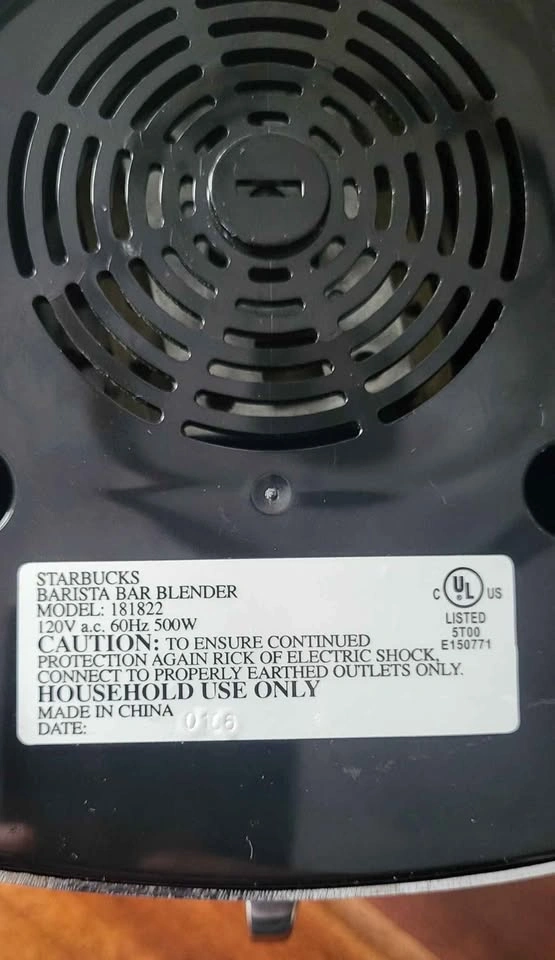 STARBUCKS
BARISTA BAR BLENDER
MODEL: 181822
120V a.c. 60Hz 500W
CAUTION: TO ENSURE CONTINUED
PROTECTION AGAIN RICK OF ELECTRIC SHOCK,
CONNECT TO PROPERLY EARTHED OUTLETS ONLY.
HOUSEHOLD USE ONLY
MADE IN CHINA
DATE:
C UL US
LISTED
5T00
E150771